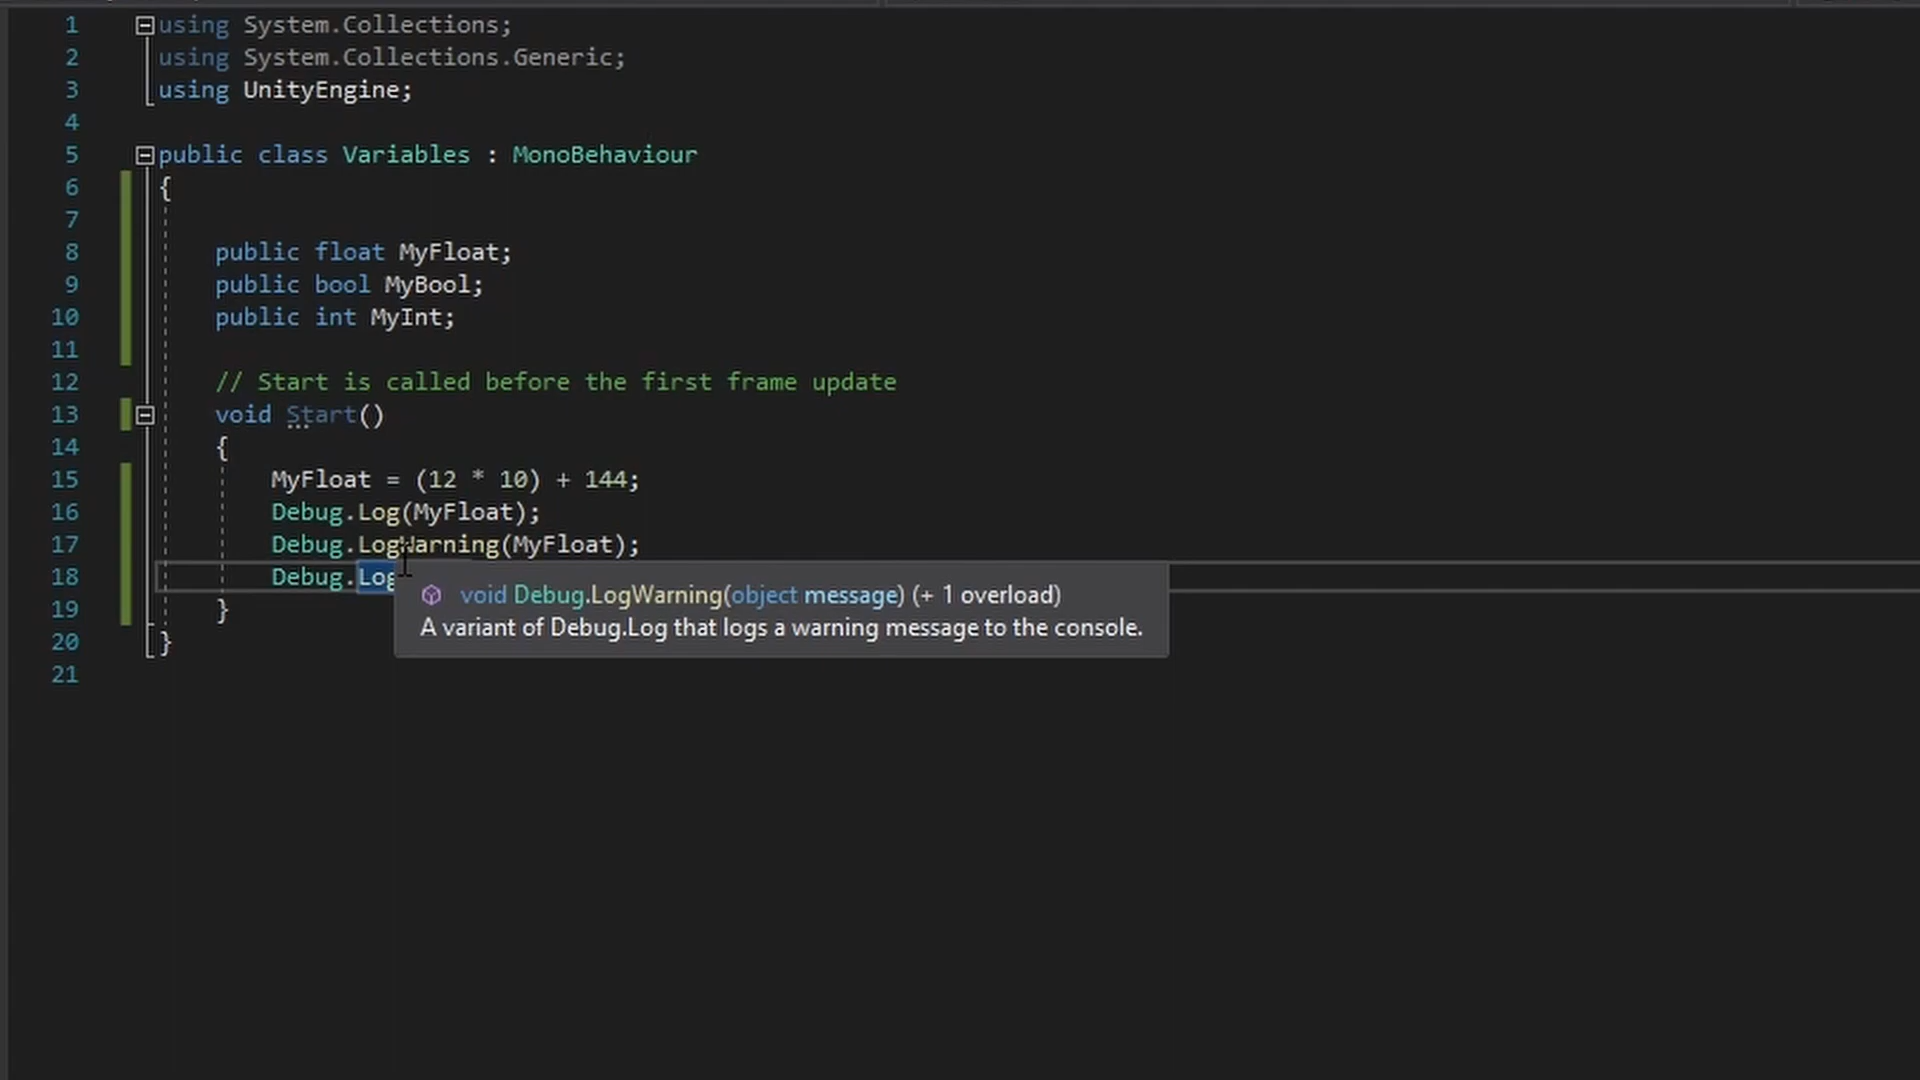 1 using System.Collections;
2 using System.Collections.Generic;
3 using UnityEngine;
4
5 public class Variables : MonoBehaviour
6 {
7
8 public float MyFloat;
9 public bool MyBool;
10 public int MyInt;
11
12 // Start is called before the first frame update
13 void Start()
14 {
15 MyFloat = (12 * 10) + 144;
16 Debug.Log(MyFloat);
17 Debug.LogWarning(MyFloat);
18 Debug.Log
void Debug.LogWarning(object message) (+ 1 overload)
19 }
A variant of Debug.Log that logs a warning message to the console.
20 }
21